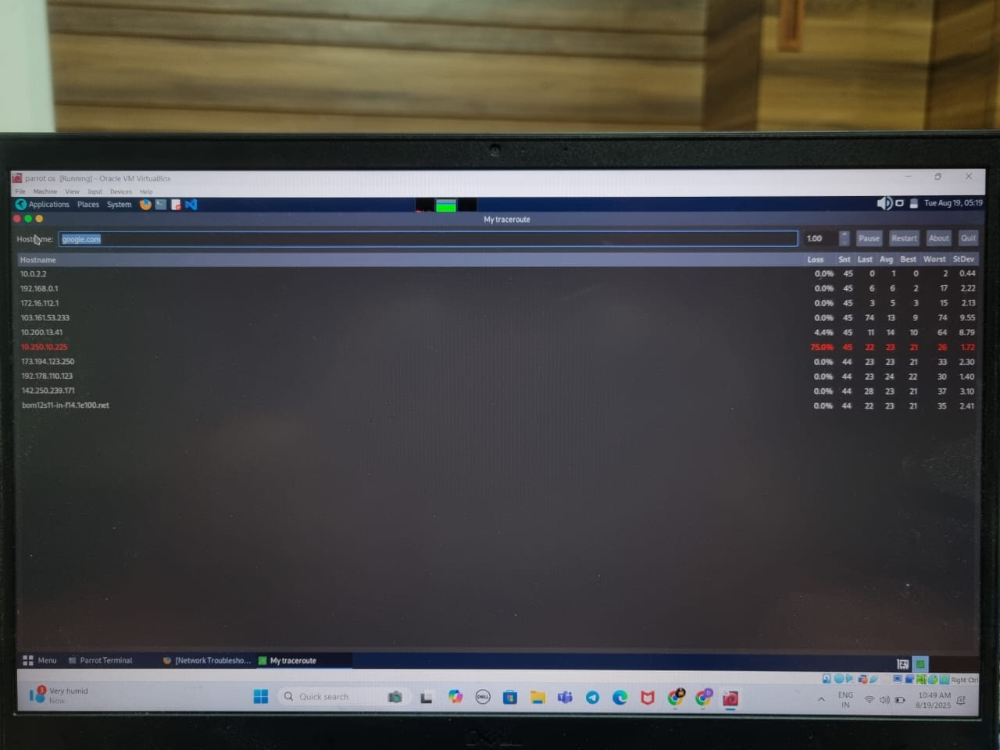 parrot os [Running] - Oracle VM VirtualBox
File Machine View Input Devices Help
Applications Places System Tue Aug 19, 05:19
My traceroute
Hostname: google.com 1.00 Pause Restart About Quit
Hostname Loss Snt Last Avg Best Worst StDev
10.0.2.2 0.0% 45 0 1 0 2 0.44
192.168.0.1 0.0% 45 6 6 2 17 2.22
172.16.112.1 0.0% 45 3 5 3 15 2.13
103.161.53.233 0.0% 45 74 13 9 74 9.55
10.200.13.41 4.4% 45 11 14 10 64 8.79
10.250.10.225 75.0% 45 22 23 21 26 1.72
173.194.123.250 0.0% 44 23 23 21 33 2.30
192.178.110.123 0.0% 44 23 24 22 30 1.40
142.250.239.171 0.0% 44 28 23 21 37 3.10
bom12s11-in-f14.1e100.net 0.0% 44 22 23 21 35 2.41
Menu Parrot Terminal [Network Troublesho... My traceroute
Right Ctrl
3 Very humid
Now
Quick search
DELL
ENG
IN
10:49 AM
8/19/2025
DELL